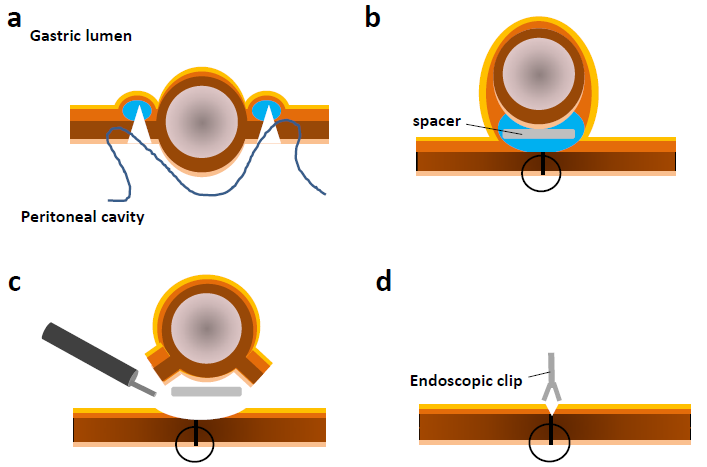 a
Gastric lumen
Peritoneal cavity
b
spacer
c
d
Endoscopic clip